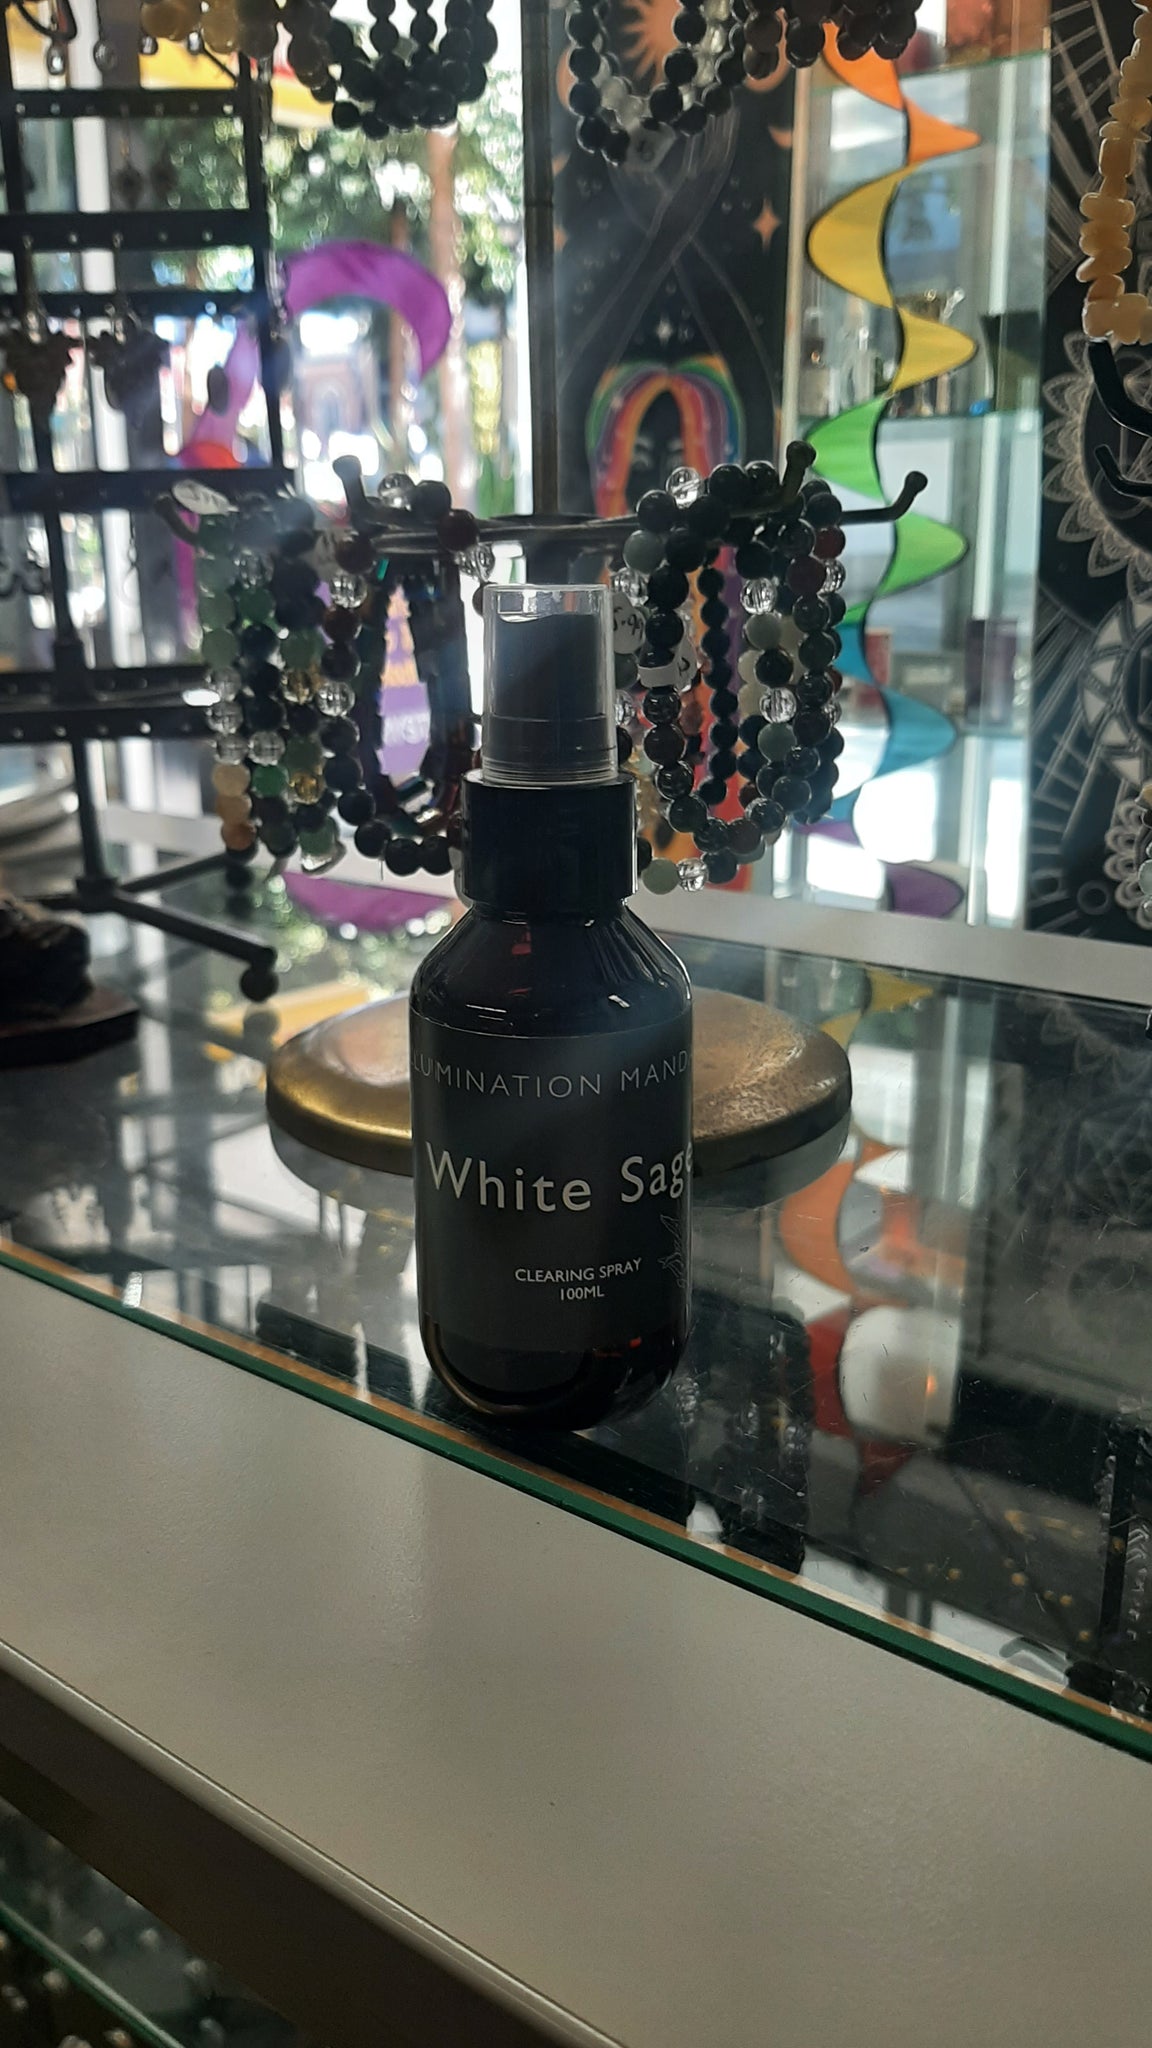 LUMINATION MAND
White Sage
CLEARING SPRAY
100ML